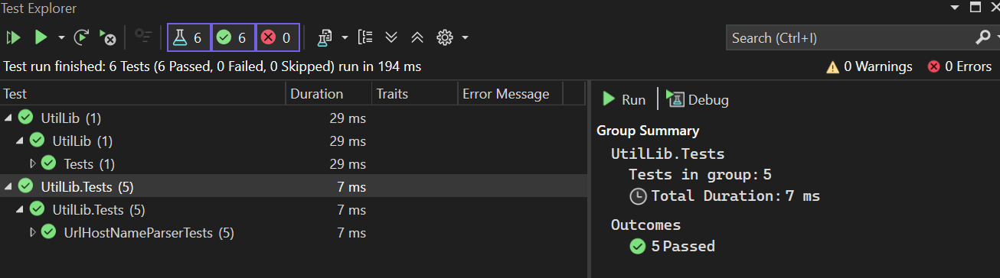 Test Explorer
6 6 0
Search (Ctrl+I)
Test run finished: 6 Tests (6 Passed, 0 Failed, 0 Skipped) run in 194 ms
0 Warnings 0 Errors
Test Duration Traits Error Message
UtilLib (1) 29 ms
UtilLib (1) 29 ms
Tests (1) 29 ms
UtilLib.Tests (5) 7 ms
UtilLib.Tests (5) 7 ms
UrlHostNameParserTests (5) 7 ms
Run Debug
Group Summary
UtilLib.Tests
Tests in group: 5
Total Duration: 7 ms
Outcomes
5 Passed